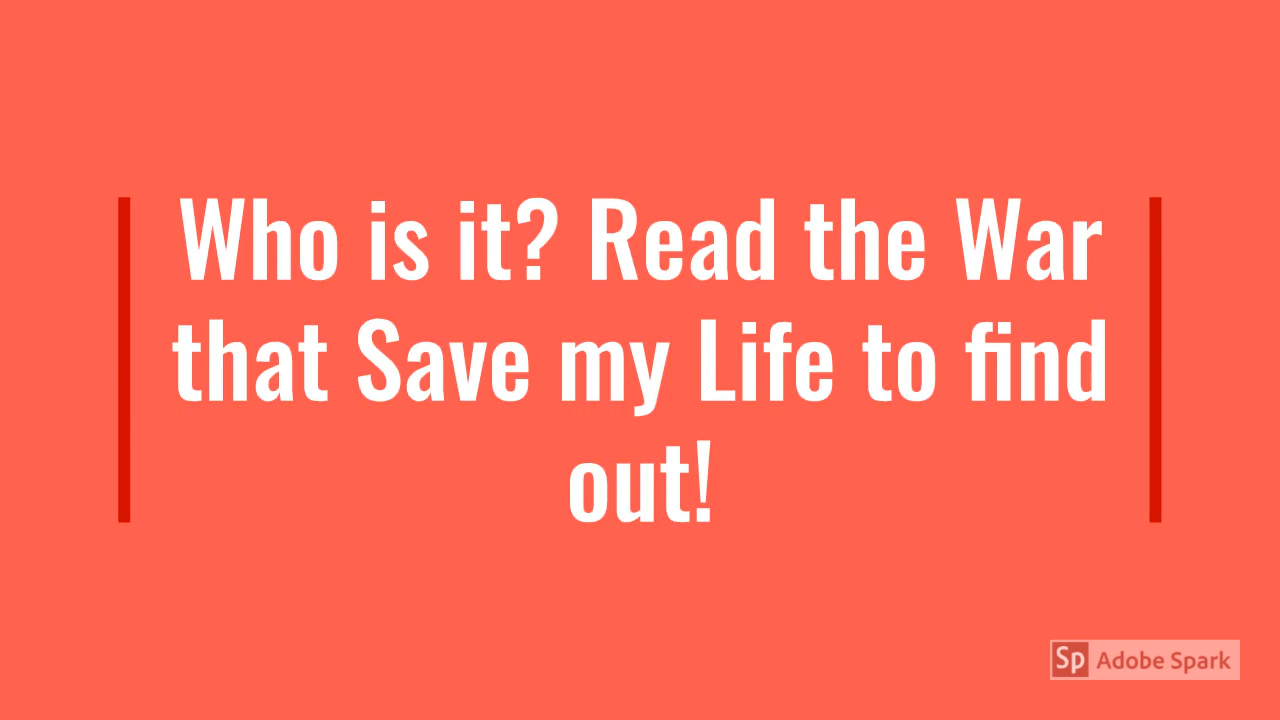 Who is it? Read the War
that Save my Life to find
out!
Sp Adobe Spark